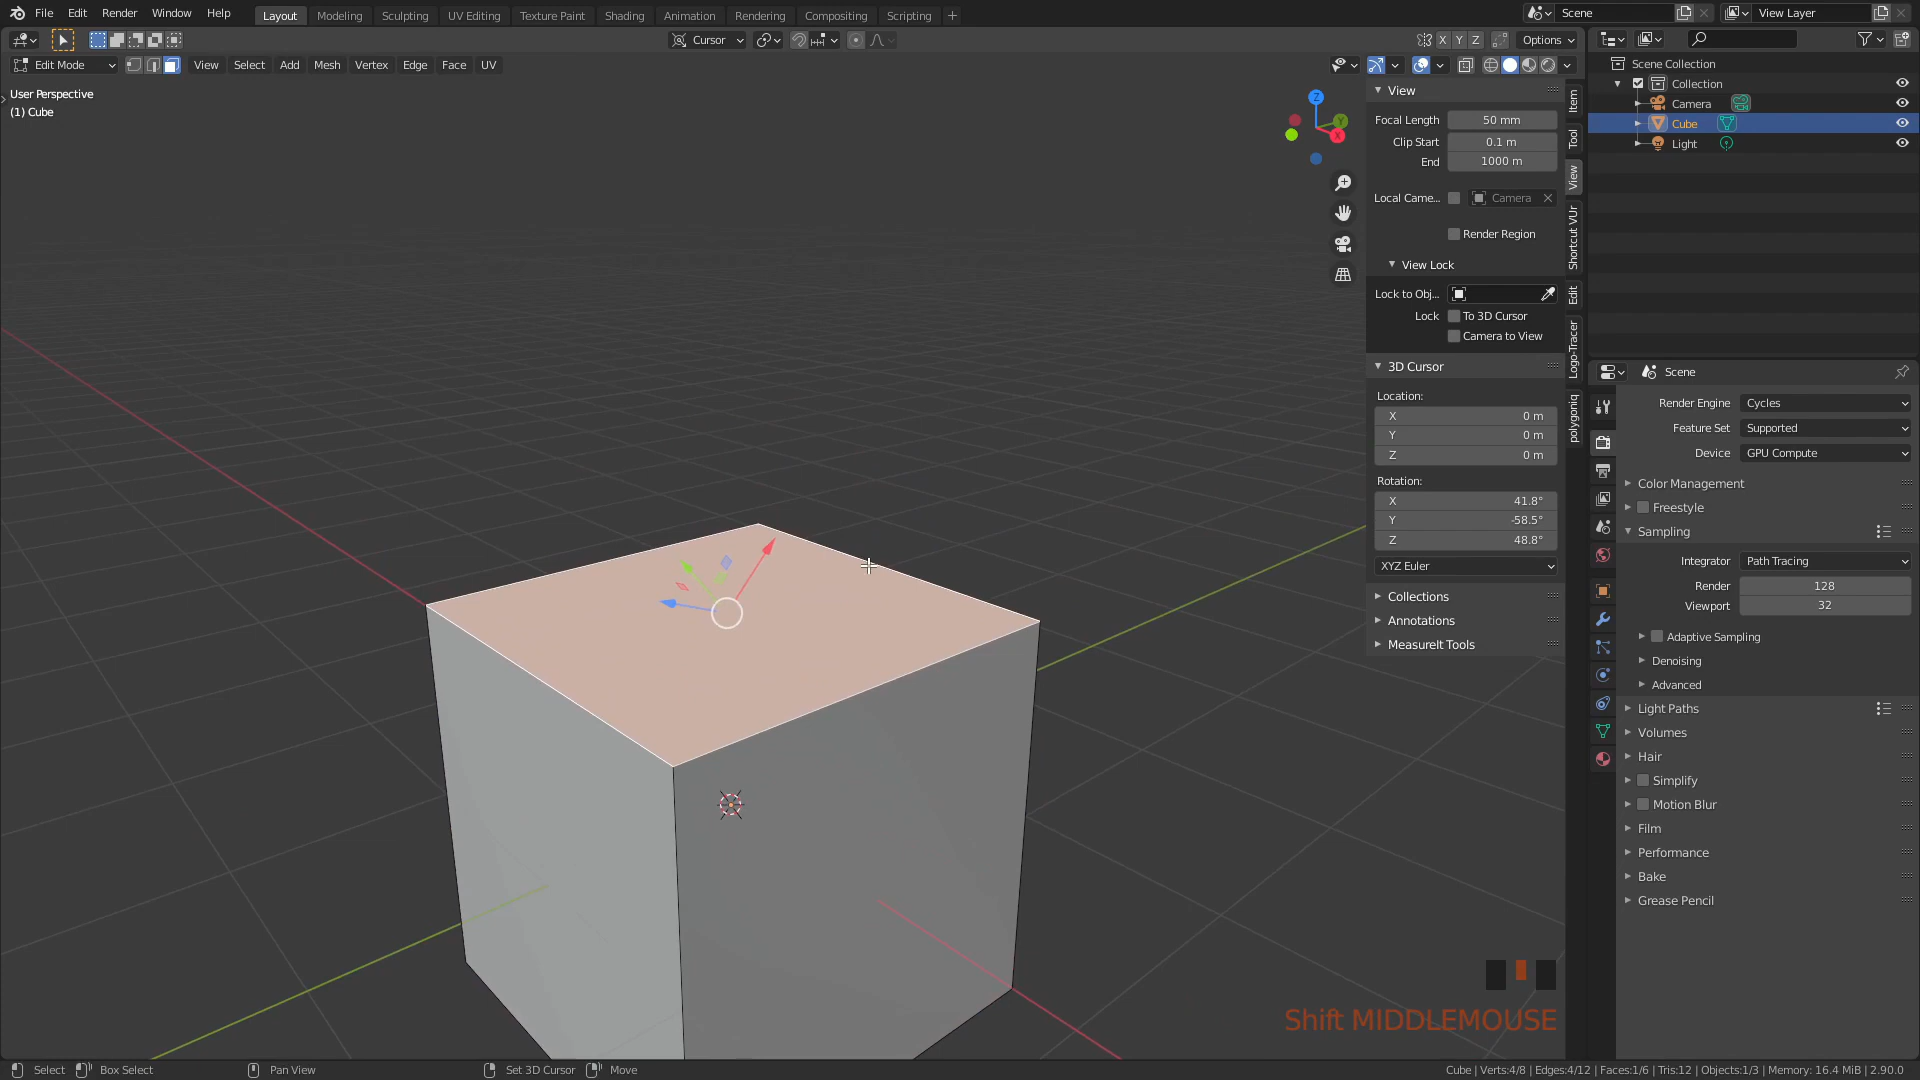 File Edit Render Window Help Layout Modeling Sculpting UV Editing Texture Paint Shading Animation Rendering Compositing Scripting + Scene View Layer
Cursor X Y Z Options
Edit Mode View Select Add Mesh Vertex Edge Face UV
User Perspective
(1) Cube
Z
Y
X
View
Focal Length 50 mm
Clip Start 0.1 m
End 1000 m
Local Came... Camera
Render Region
View Lock
Lock to Obj...
Lock To 3D Cursor
Camera to View
3D Cursor
Location:
X 0 m
Y 0 m
Z 0 m
Rotation:
X 41.8°
Y -58.5°
Z 48.8°
XYZ Euler
Collections
Annotations
MeasureIt Tools
Item
Tool
View
Shortcut VUr
Edit
Logo-Tracer
polygoniq
Scene Collection
Collection
Camera
Cube
Light
Scene
Render Engine Cycles
Feature Set Supported
Device GPU Compute
Color Management
Freestyle
Sampling
Integrator Path Tracing
Render 128
Viewport 32
Adaptive Sampling
Denoising
Advanced
Light Paths
Volumes
Hair
Simplify
Motion Blur
Film
Performance
Bake
Grease Pencil
Shift MIDDLEMOUSE
Select Box Select Pan View Set 3D Cursor Move Cube | Verts:4/8 | Edges:4/12 | Faces:1/6 | Tris:12 | Objects:1/3 | Memory: 16.4 MiB | 2.90.0